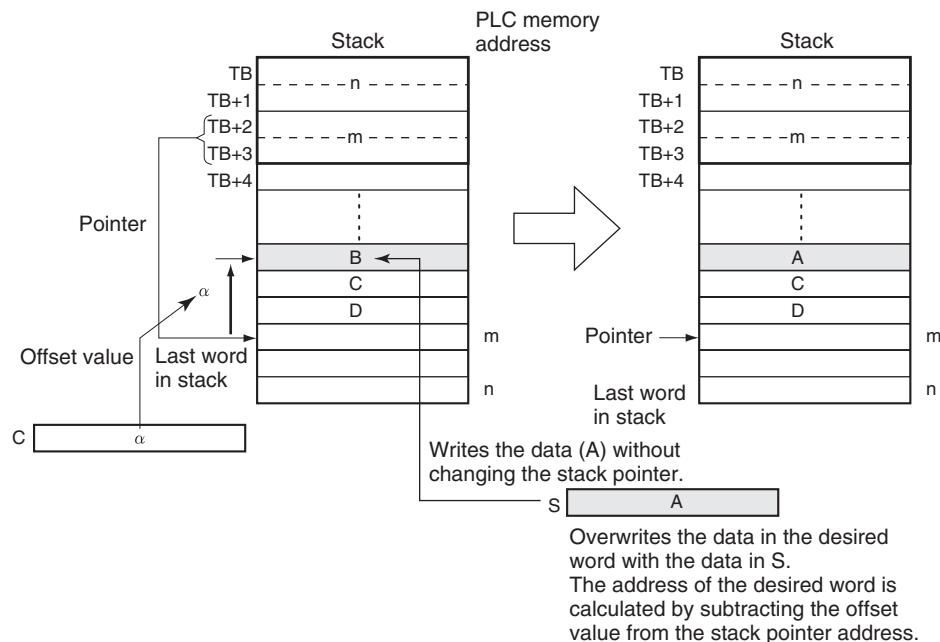 PLC memory
address
Stack
TB
n
TB+1
TB+2
m
TB+3
TB+4
Pointer
B
C
α
D
m
Offset value
Last word
in stack
n
C
α
Stack
TB
n
TB+1
TB+2
m
TB+3
TB+4
A
C
D
Pointer
m
Last word
in stack
n
Writes the data (A) without
changing the stack pointer.
S
A
Overwrites the data in the desired
word with the data in S.
The address of the desired word is
calculated by subtracting the offset
value from the stack pointer address.